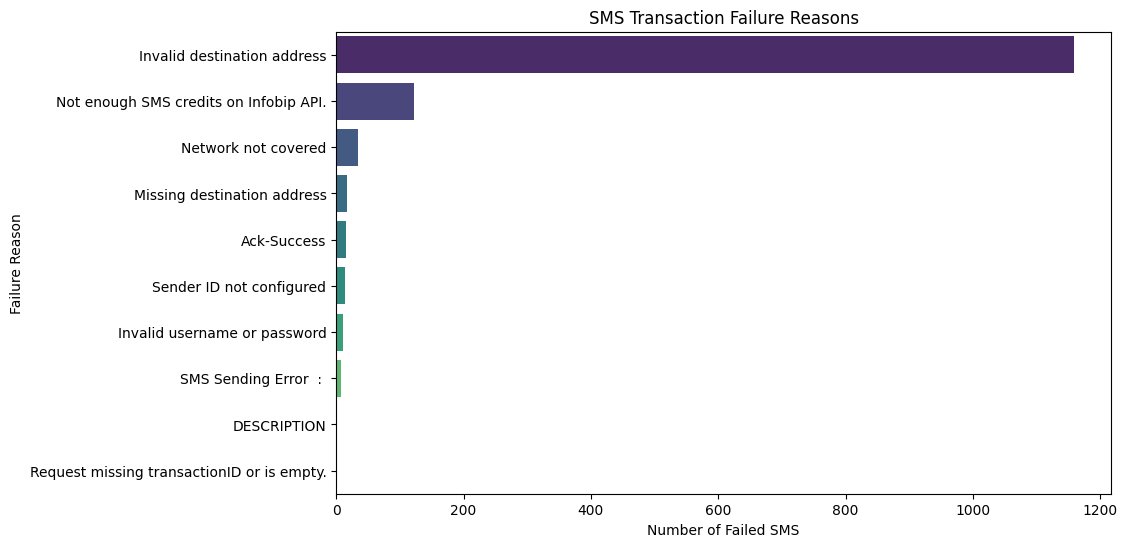 SMS Transaction Failure Reasons
Invalid destination address
Not enough SMS credits on Infobip API.
Network not covered
Missing destination address
Ack-Success
Sender ID not configured
Invalid username or password
SMS Sending Error  :
DESCRIPTION
Request missing transactionID or is empty.
Failure Reason
0 200 400 600 800 1000 1200
Number of Failed SMS